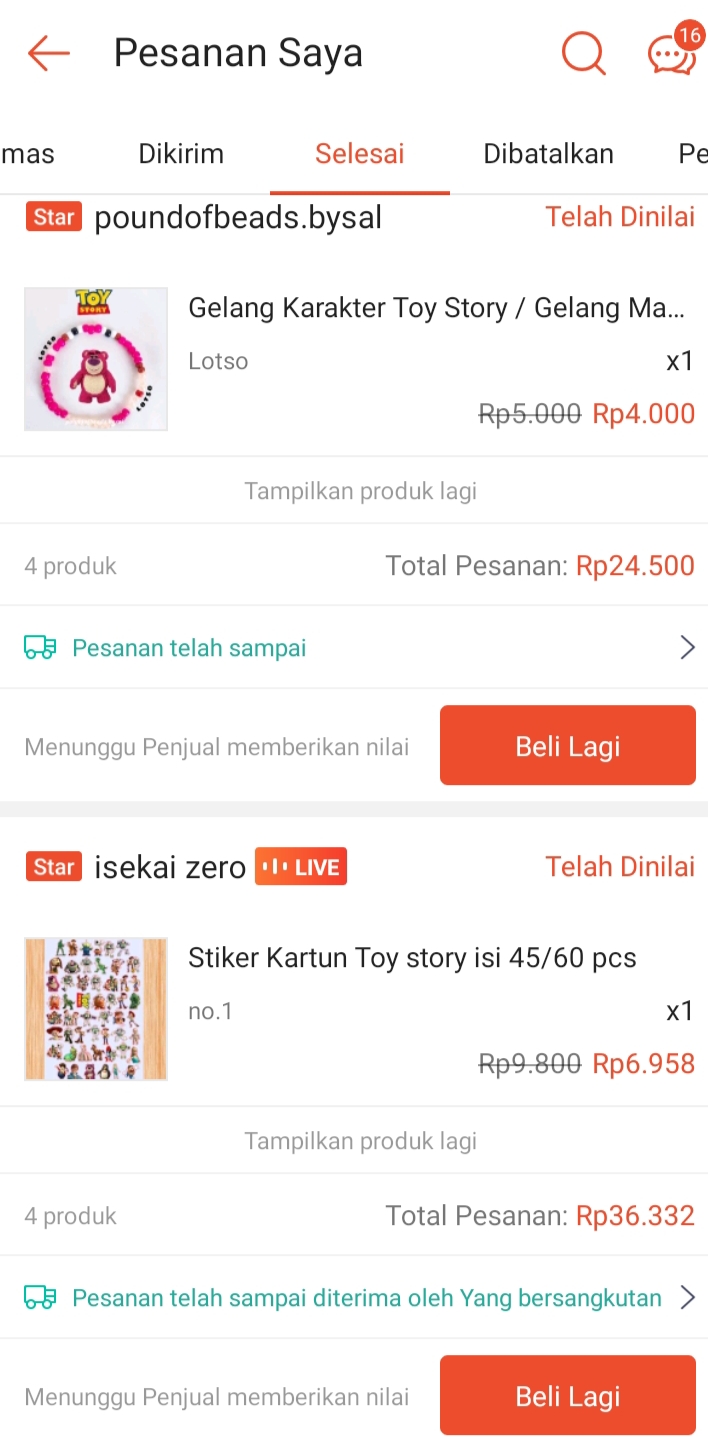 Pesanan Saya
16
mas Dikirim Selesai Dibatalkan Pe
Star poundofbeads.bysal Telah Dinilai
TOY
STORY
LOTSO
LOTSO
Gelang Karakter Toy Story / Gelang Ma...
Lotso x1
Rp5.000 Rp4.000
Tampilkan produk lagi
4 produk Total Pesanan: Rp24.500
Pesanan telah sampai
Menunggu Penjual memberikan nilai Beli Lagi
Star isekai zero LIVE Telah Dinilai
Stiker Kartun Toy story isi 45/60 pcs
no.1 x1
Rp9.800 Rp6.958
Tampilkan produk lagi
4 produk Total Pesanan: Rp36.332
Pesanan telah sampai diterima oleh Yang bersangkutan
Menunggu Penjual memberikan nilai Beli Lagi